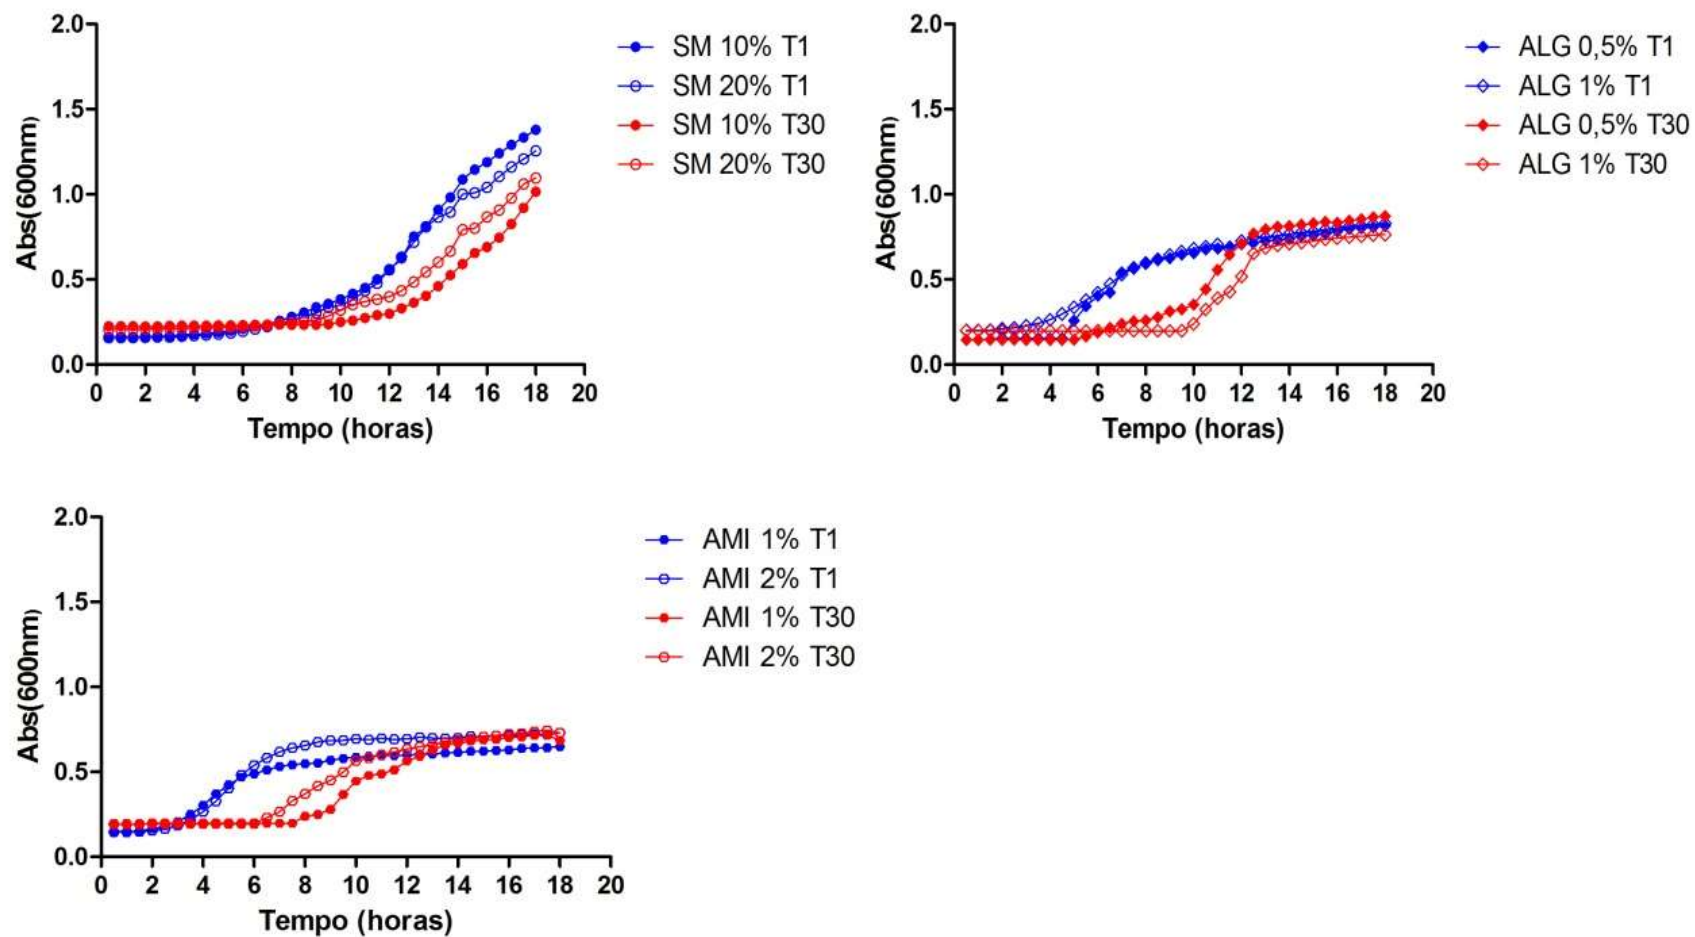 2.0
1.5
1.0
0.5
0.0
0 2 4 6 8 10 12 14 16 18 20
Abs(600nm)
Tempo (horas)
SM 10% T1
SM 20% T1
SM 10% T30
SM 20% T30
2.0
1.5
1.0
0.5
0.0
0 2 4 6 8 10 12 14 16 18 20
Abs(600nm)
Tempo (horas)
ALG 0,5% T1
ALG 1% T1
ALG 0,5% T30
ALG 1% T30
2.0
1.5
1.0
0.5
0.0
0 2 4 6 8 10 12 14 16 18 20
Abs(600nm)
Tempo (horas)
AMI 1% T1
AMI 2% T1
AMI 1% T30
AMI 2% T30